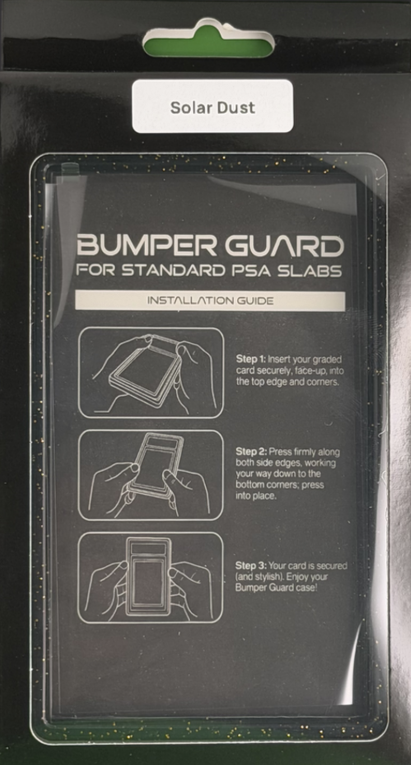 Solar Dust
BUMPER GUARD
FOR STANDARD PSA SLABS
INSTALLATION GUIDE
Step 1: Insert your graded
card securely, face-up, into
the top edge and corners.
Step 2: Press firmly along
both side edges, working
your way down to the
bottom corners; press
into place.
Step 3: Your card is secured
(and stylish). Enjoy your
Bumper Guard case!